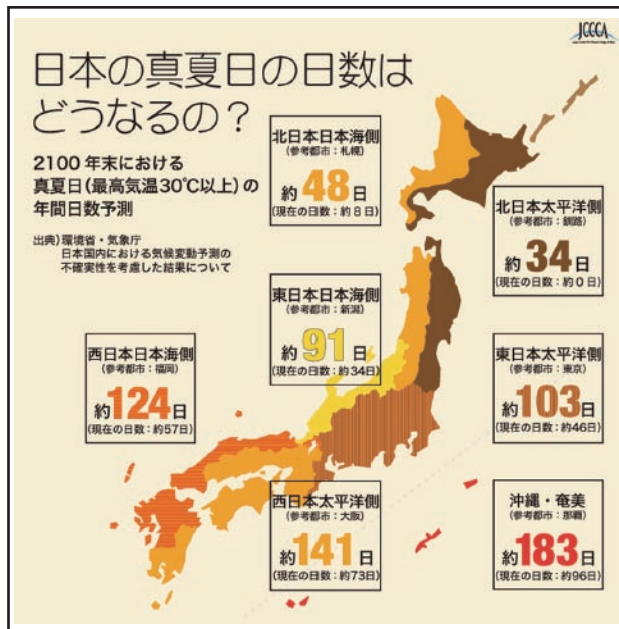 JCCCA
日本の真夏日の日数は
どうなるの？
2100年末における
真夏日(最高気温30℃以上)の
年間日数予測
出典)環境省・気象庁
日本国内における気候変動予測の
不確実性を考慮した結果について
北日本日本海側
(参考都市：札幌)
約48日
(現在の日数：約8日)
北日本太平洋側
(参考都市：釧路)
約34日
(現在の日数：約0日)
東日本日本海側
(参考都市：新潟)
約91日
(現在の日数：約34日)
西日本日本海側
(参考都市：福岡)
約124日
(現在の日数：約57日)
東日本太平洋側
(参考都市：東京)
約103日
(現在の日数：約46日)
西日本太平洋側
(参考都市：大阪)
約141日
(現在の日数：約73日)
沖縄・奄美
(参考都市：那覇)
約183日
(現在の日数：約96日)